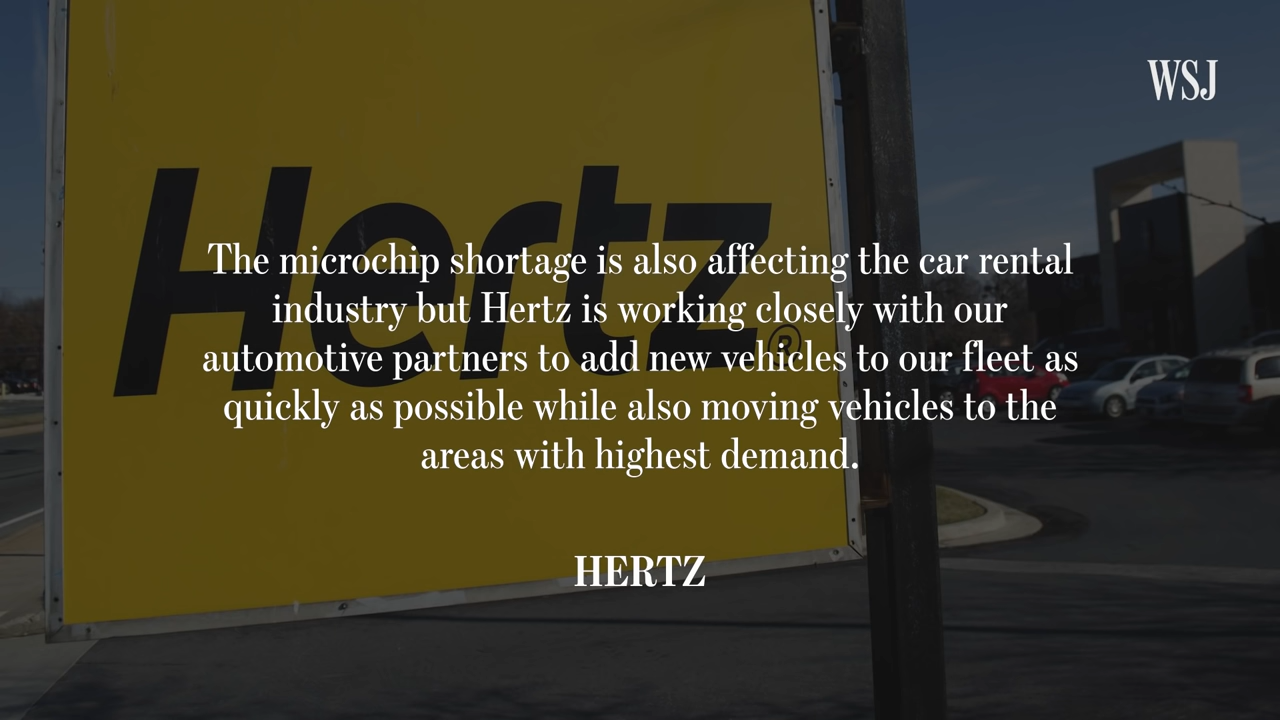 WSJ
Hertz®
The microchip shortage is also affecting the car rental
industry but Hertz is working closely with our
automotive partners to add new vehicles to our fleet as
quickly as possible while also moving vehicles to the
areas with highest demand.
HERTZ